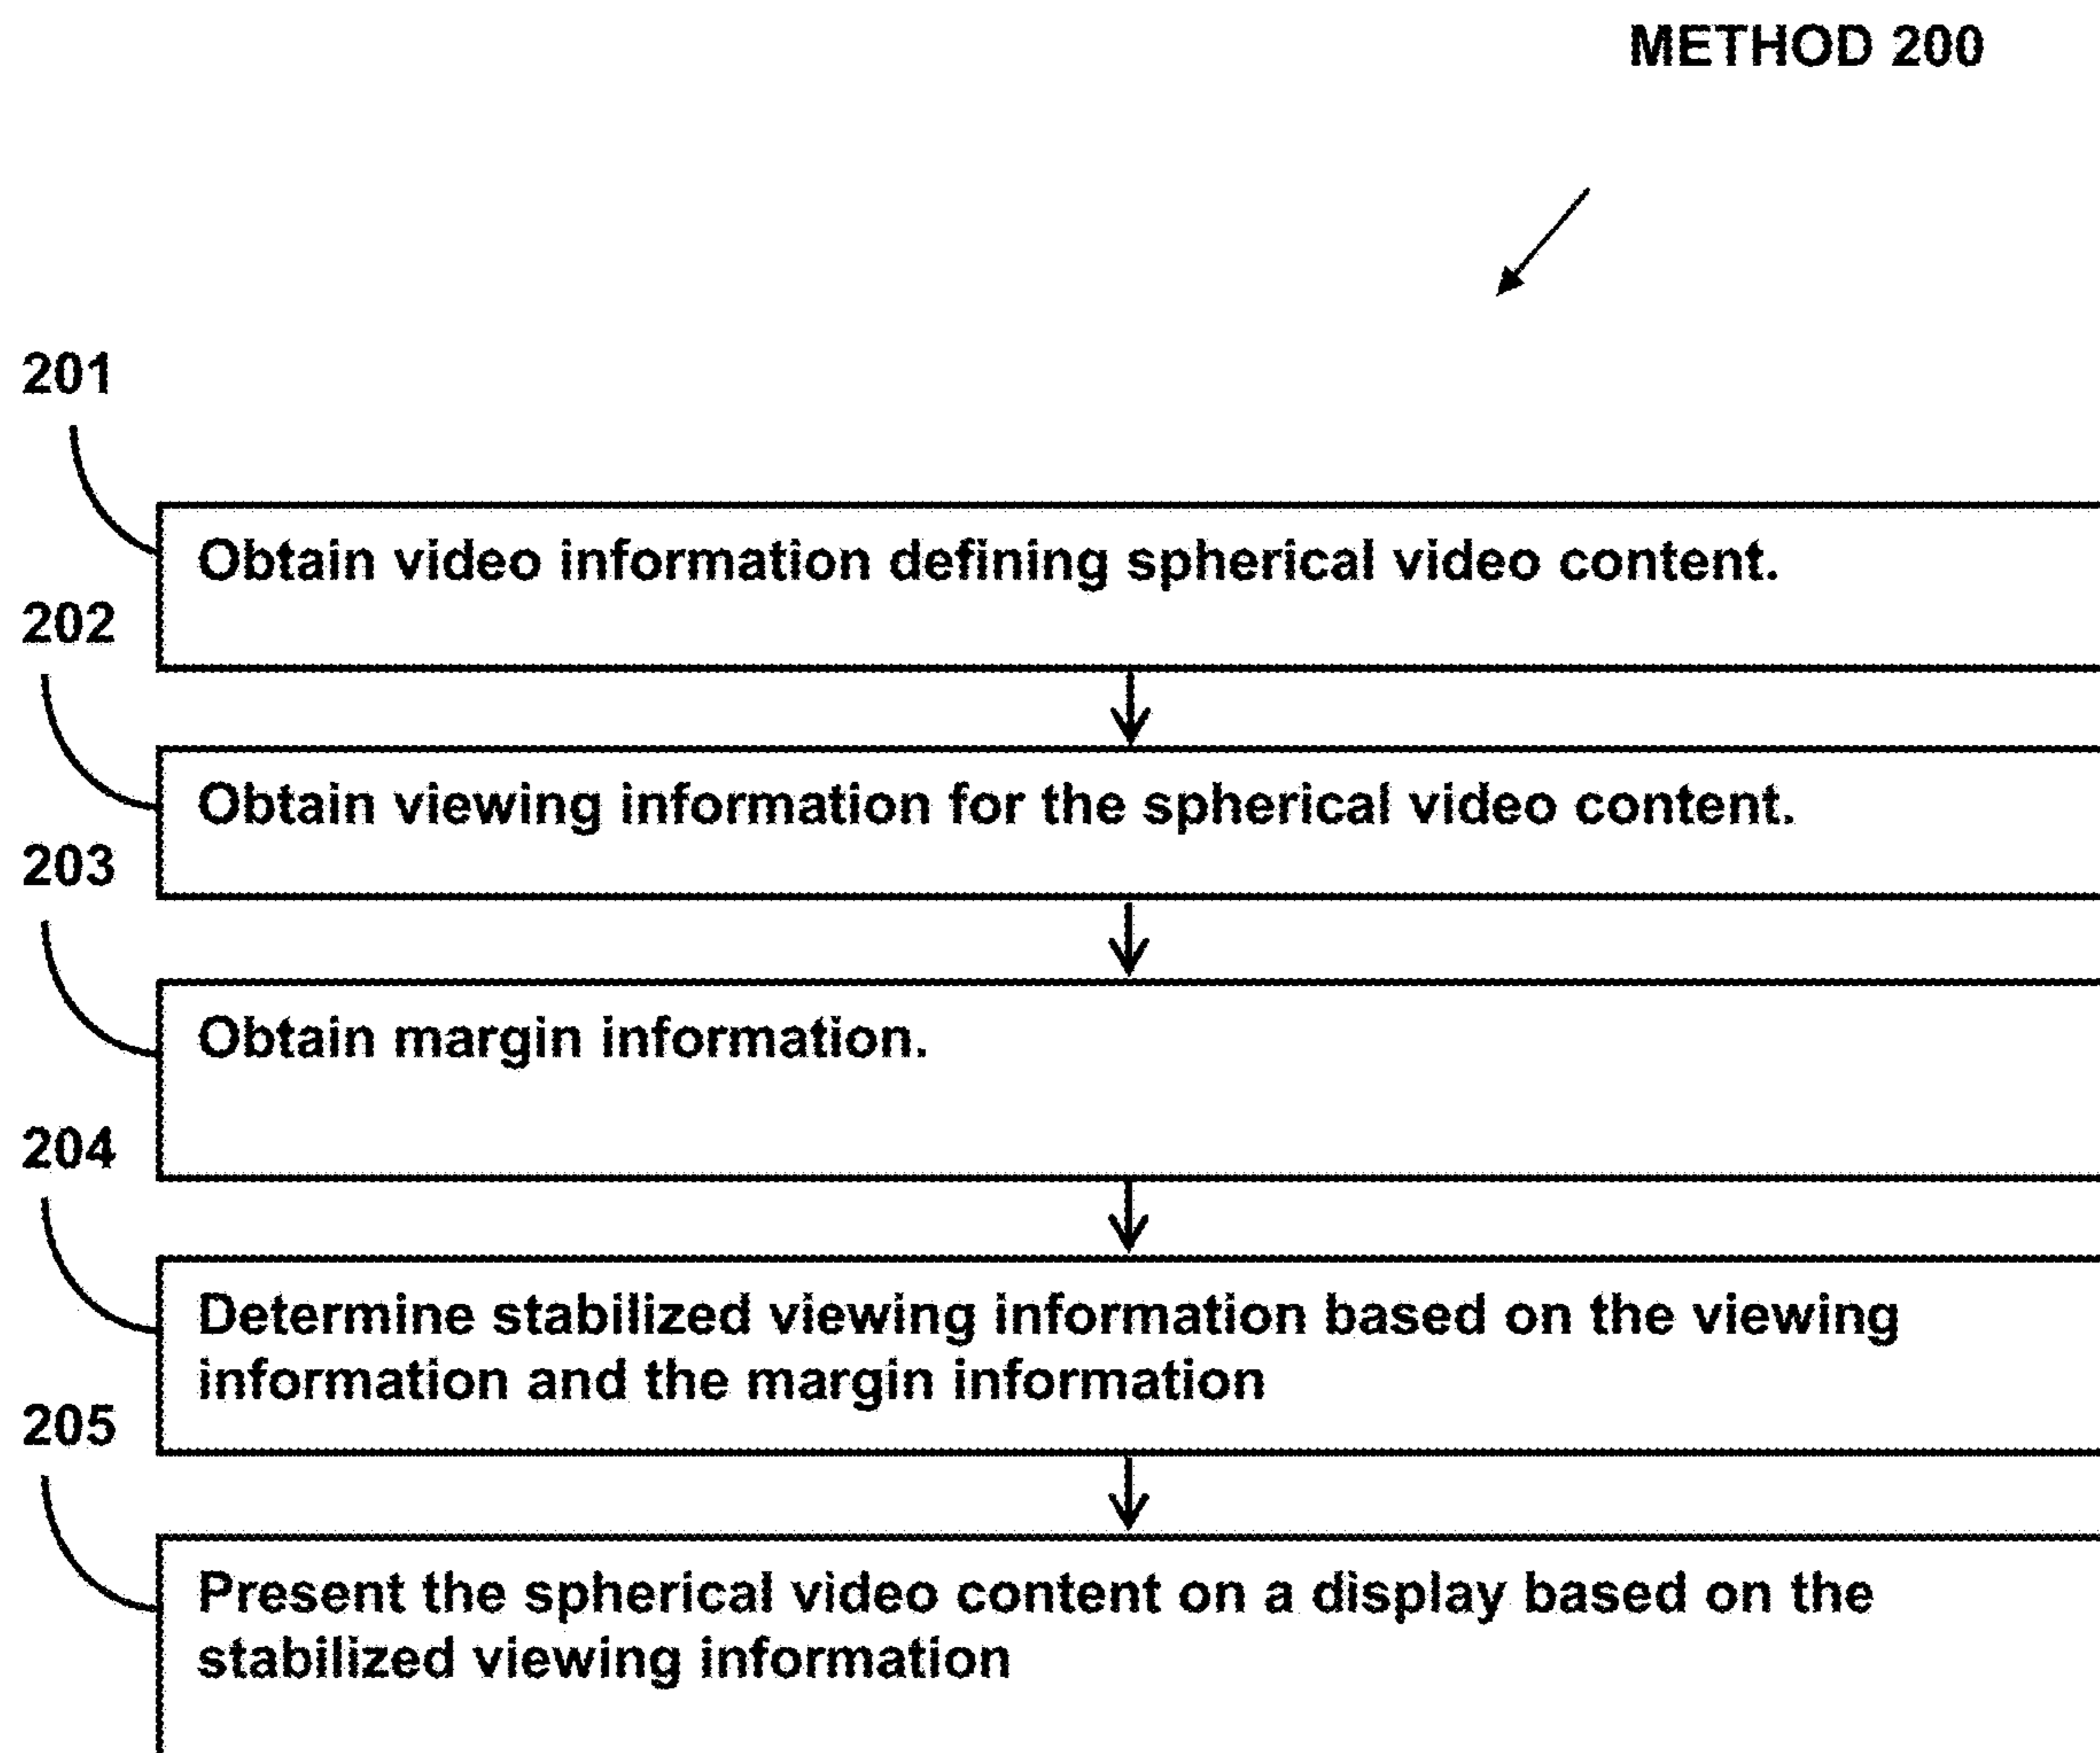 METHOD 200
201
Obtain video information defining spherical video content.
202
Obtain viewing information for the spherical video content.
203
Obtain margin information.
204
Determine stabilized viewing information based on the viewing
information and the margin information
205
Present the spherical video content on a display based on the
stabilized viewing information